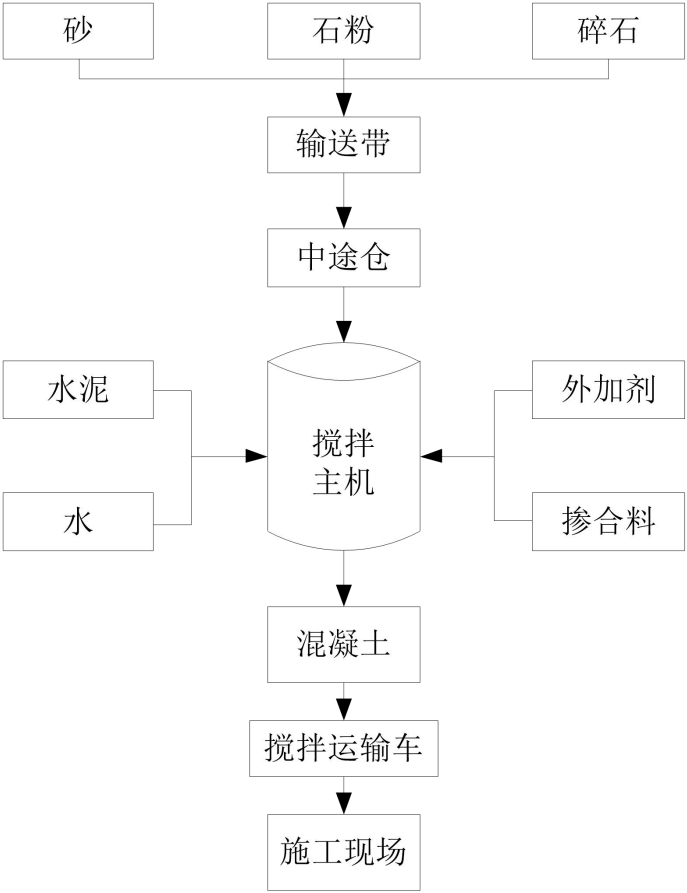 砂
石粉
碎石
输送带
中途仓
水泥
外加剂
搅拌
主机
水
掺合料
混凝土
搅拌运输车
施工现场